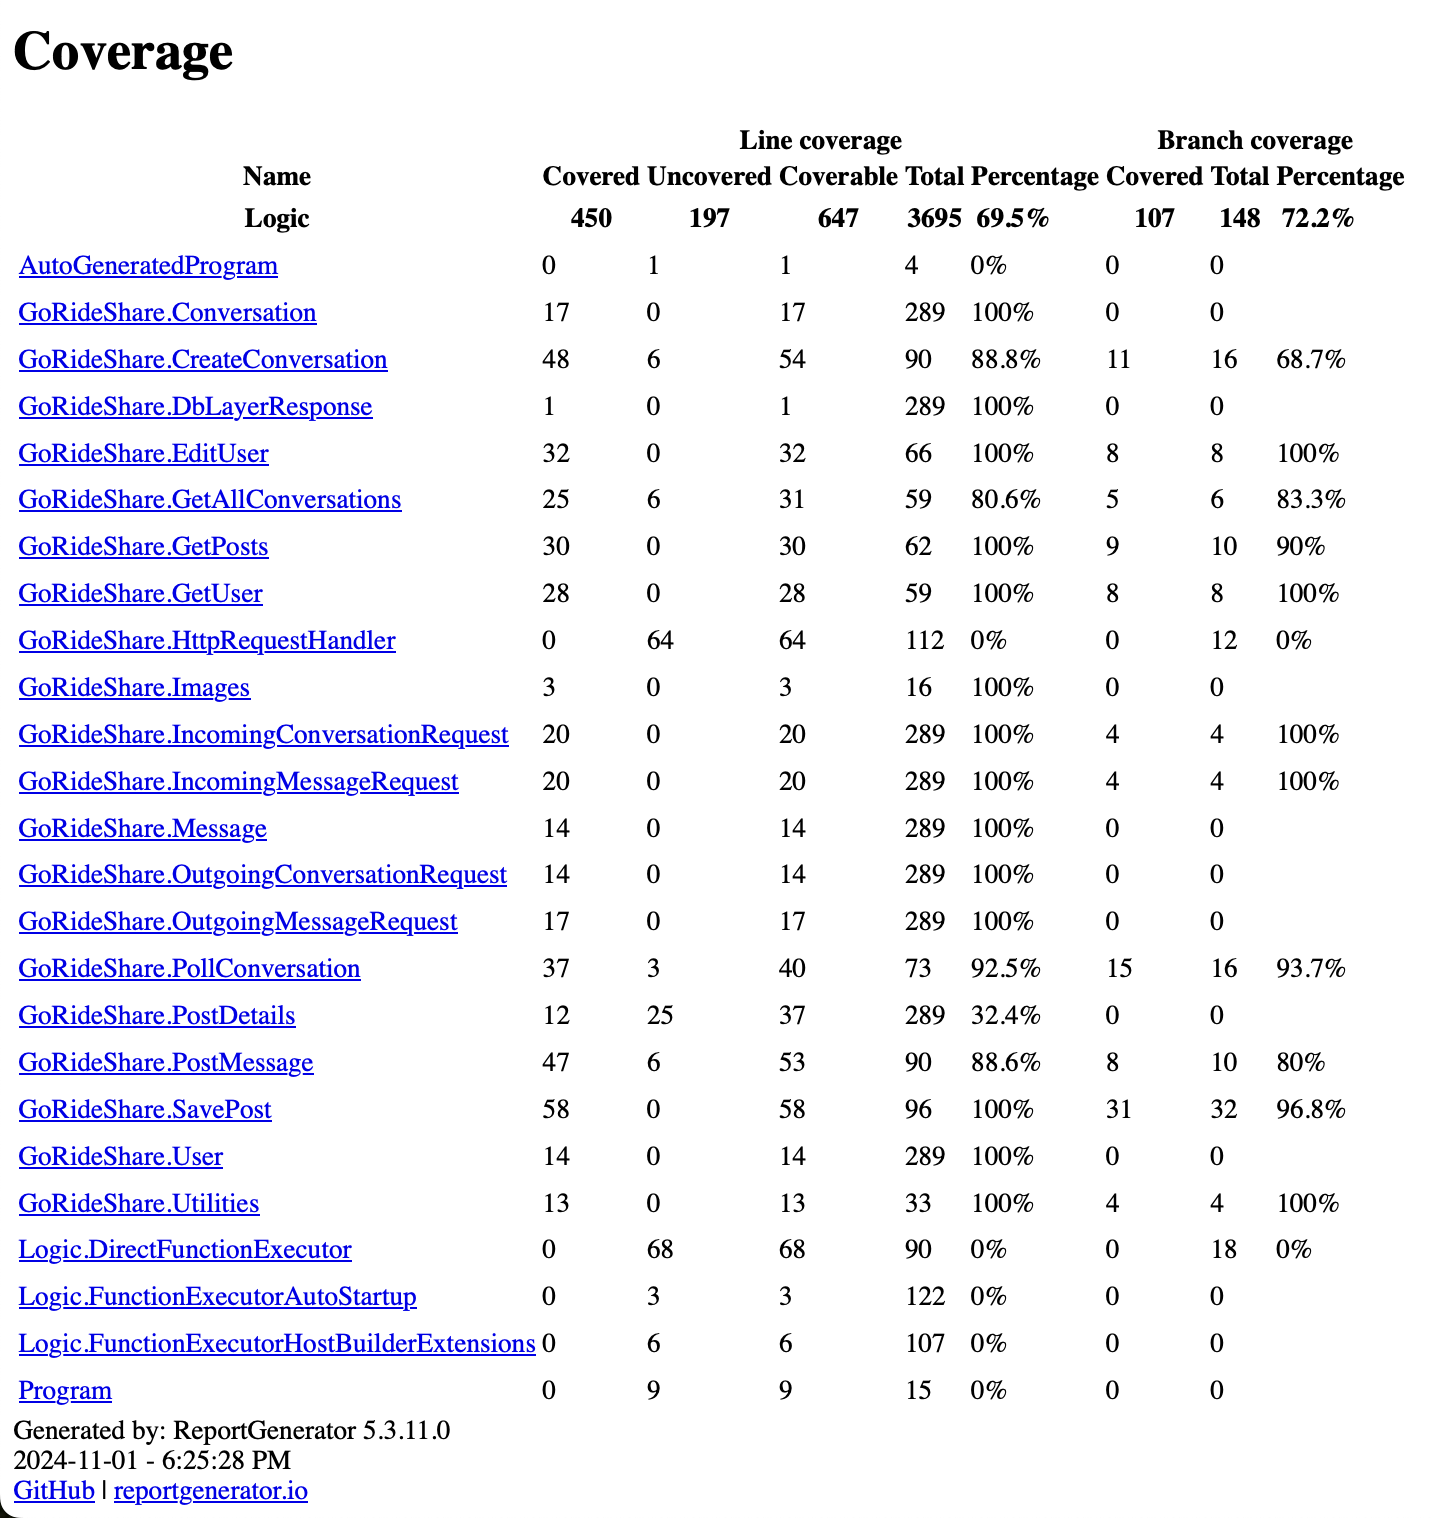 Coverage
Line coverage Branch coverage
Name Covered Uncovered Coverable Total Percentage Covered Total Percentage
Logic 450 197 647 3695 69.5% 107 148 72.2%
AutoGeneratedProgram 0 1 1 4 0% 0 0
GoRideShare.Conversation 17 0 17 289 100% 0 0
GoRideShare.CreateConversation 48 6 54 90 88.8% 11 16 68.7%
GoRideShare.DbLayerResponse 1 0 1 289 100% 0 0
GoRideShare.EditUser 32 0 32 66 100% 8 8 100%
GoRideShare.GetAllConversations 25 6 31 59 80.6% 5 6 83.3%
GoRideShare.GetPosts 30 0 30 62 100% 9 10 90%
GoRideShare.GetUser 28 0 28 59 100% 8 8 100%
GoRideShare.HttpRequestHandler 0 64 64 112 0% 0 12 0%
GoRideShare.Images 3 0 3 16 100% 0 0
GoRideShare.IncomingConversationRequest 20 0 20 289 100% 4 4 100%
GoRideShare.IncomingMessageRequest 20 0 20 289 100% 4 4 100%
GoRideShare.Message 14 0 14 289 100% 0 0
GoRideShare.OutgoingConversationRequest 14 0 14 289 100% 0 0
GoRideShare.OutgoingMessageRequest 17 0 17 289 100% 0 0
GoRideShare.PollConversation 37 3 40 73 92.5% 15 16 93.7%
GoRideShare.PostDetails 12 25 37 289 32.4% 0 0
GoRideShare.PostMessage 47 6 53 90 88.6% 8 10 80%
GoRideShare.SavePost 58 0 58 96 100% 31 32 96.8%
GoRideShare.User 14 0 14 289 100% 0 0
GoRideShare.Utilities 13 0 13 33 100% 4 4 100%
Logic.DirectFunctionExecutor 0 68 68 90 0% 0 18 0%
Logic.FunctionExecutorAutoStartup 0 3 3 122 0% 0 0
Logic.FunctionExecutorHostBuilderExtensions 0 6 6 107 0% 0 0
Program 0 9 9 15 0% 0 0
Generated by: ReportGenerator 5.3.11.0
2024-11-01 - 6:25:28 PM
GitHub | reportgenerator.io